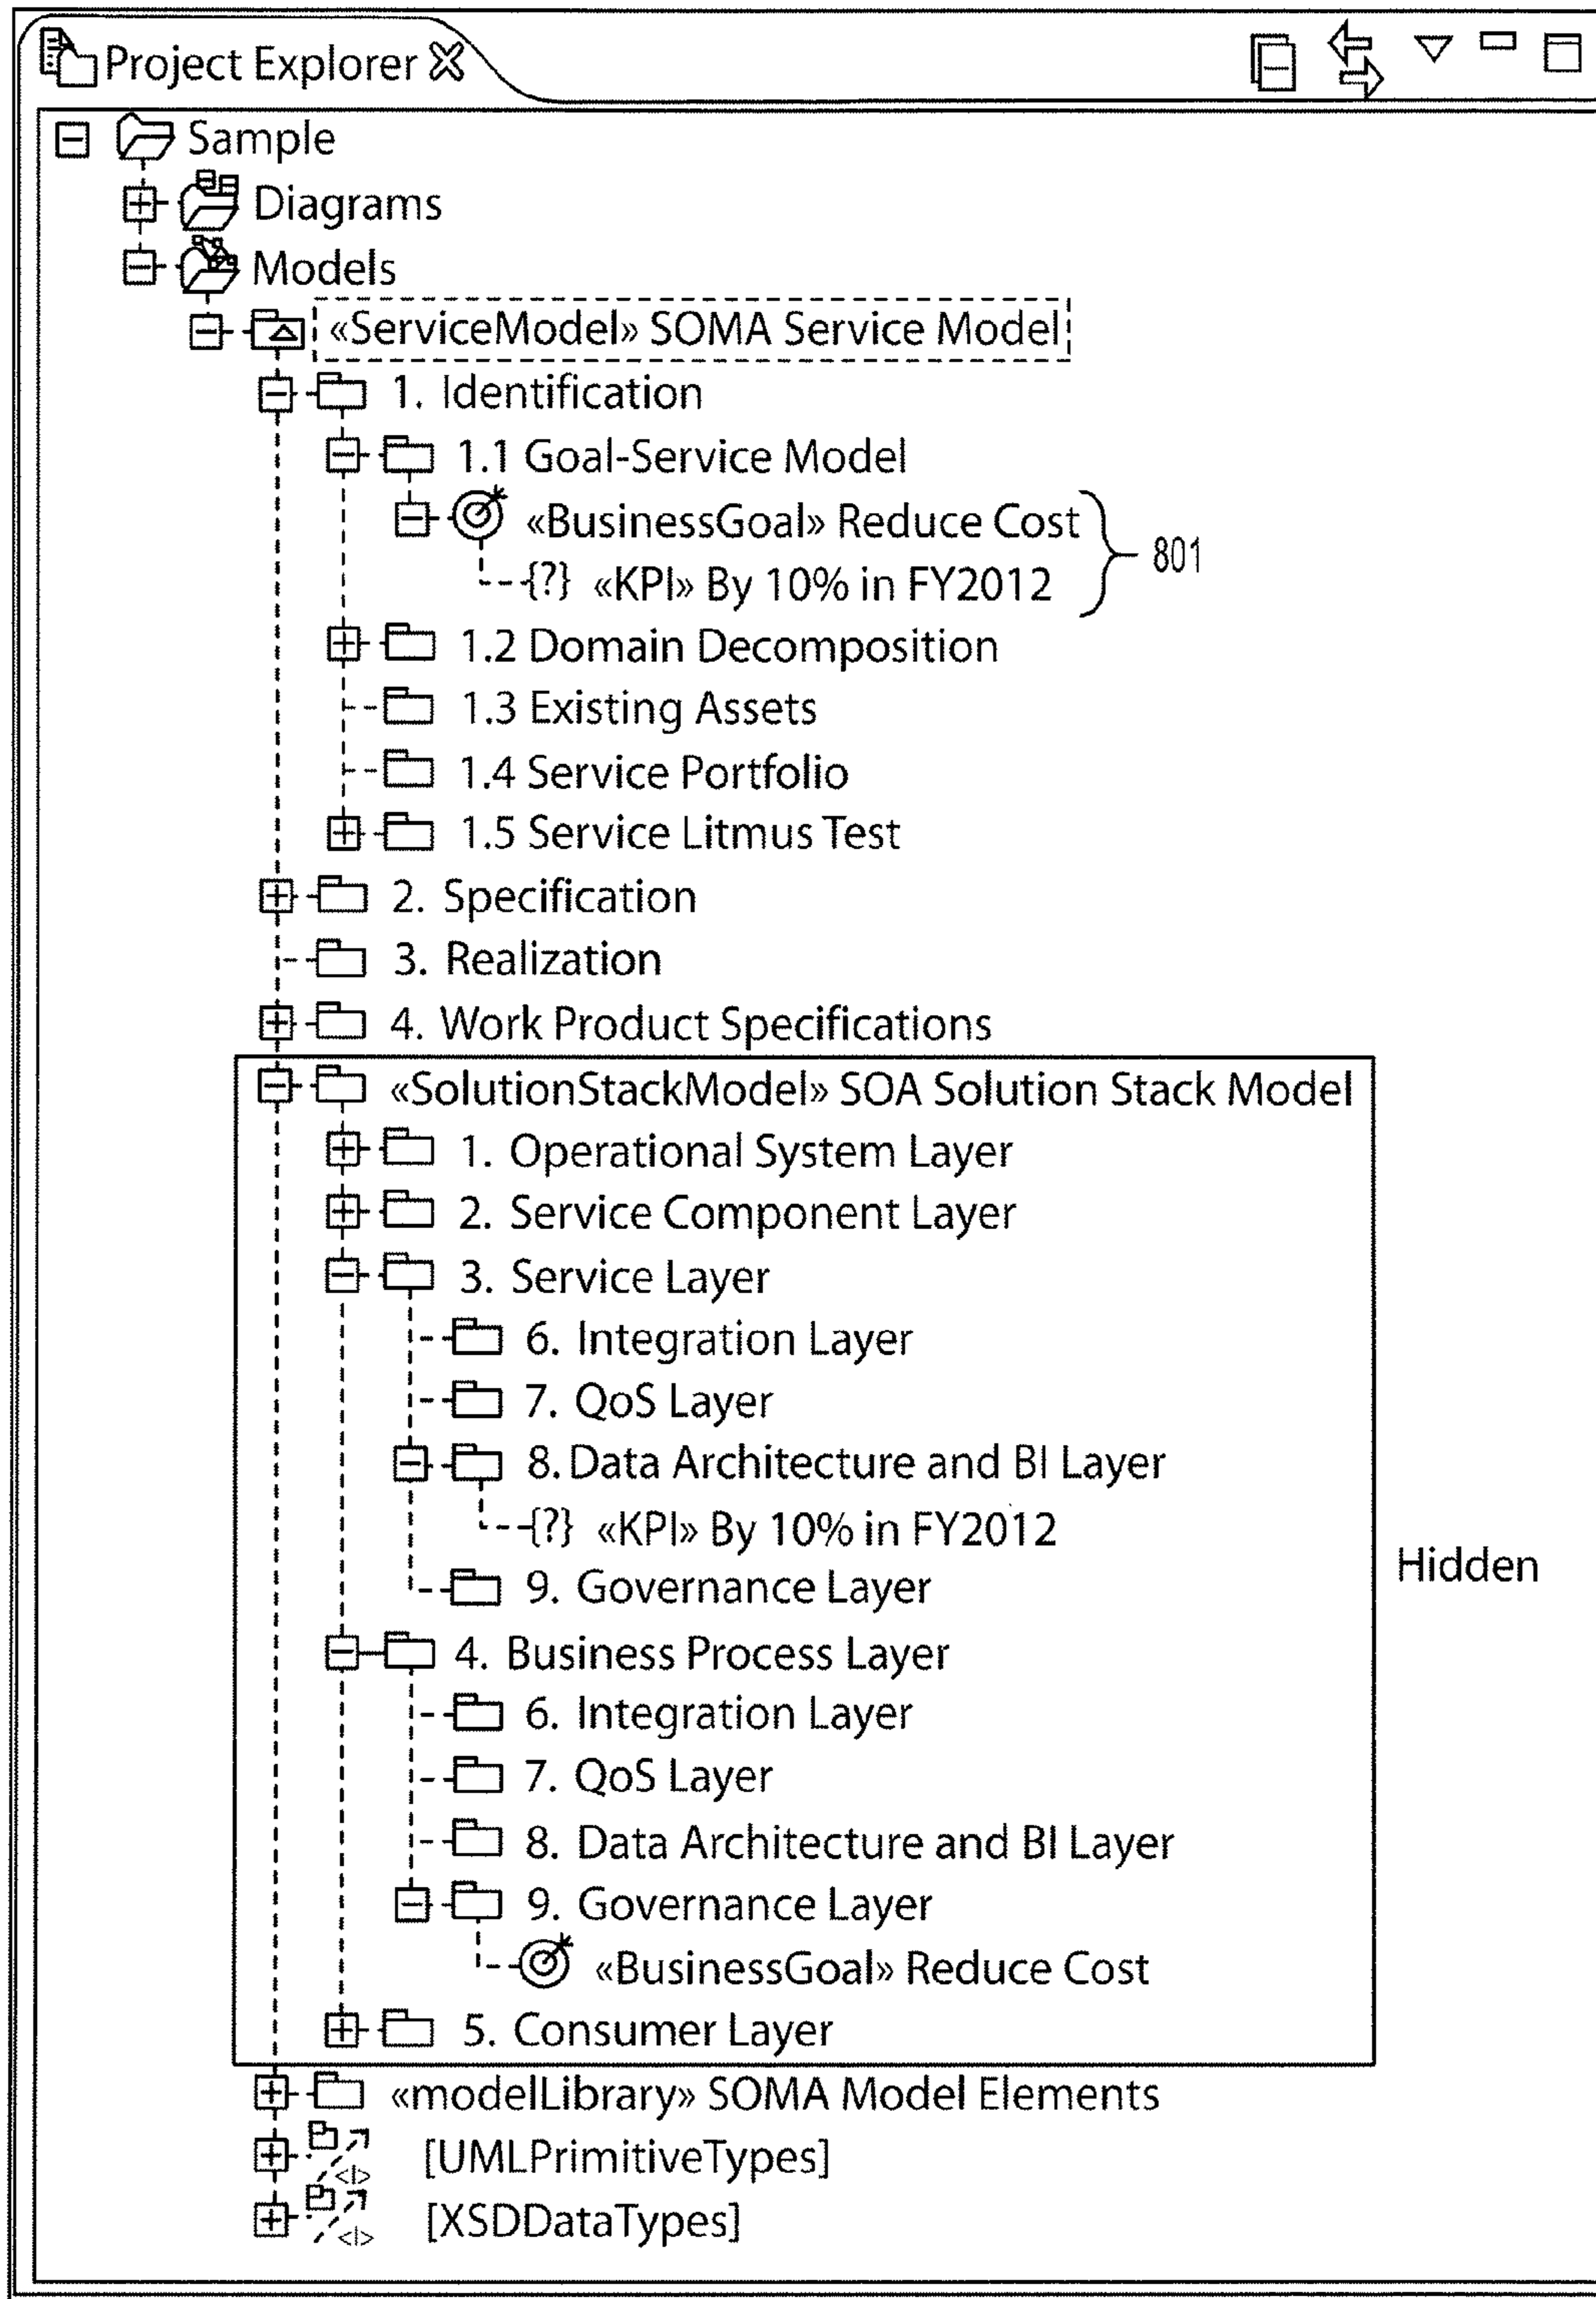 Project Explorer
Sample
Diagrams
Models
«ServiceModel» SOMA Service Model
1. Identification
1.1 Goal-Service Model
«BusinessGoal» Reduce Cost
801
{?} «KPI» By 10% in FY2012
1.2 Domain Decomposition
1.3 Existing Assets
1.4 Service Portfolio
1.5 Service Litmus Test
2. Specification
3. Realization
4. Work Product Specifications
«SolutionStackModel» SOA Solution Stack Model
1. Operational System Layer
2. Service Component Layer
3. Service Layer
6. Integration Layer
7. QoS Layer
8. Data Architecture and BI Layer
{?} «KPI» By 10% in FY2012
Hidden
9. Governance Layer
4. Business Process Layer
6. Integration Layer
7. QoS Layer
8. Data Architecture and BI Layer
9. Governance Layer
«BusinessGoal» Reduce Cost
5. Consumer Layer
«modelLibrary» SOMA Model Elements
[UMLPrimitiveTypes]
[XSDDataTypes]